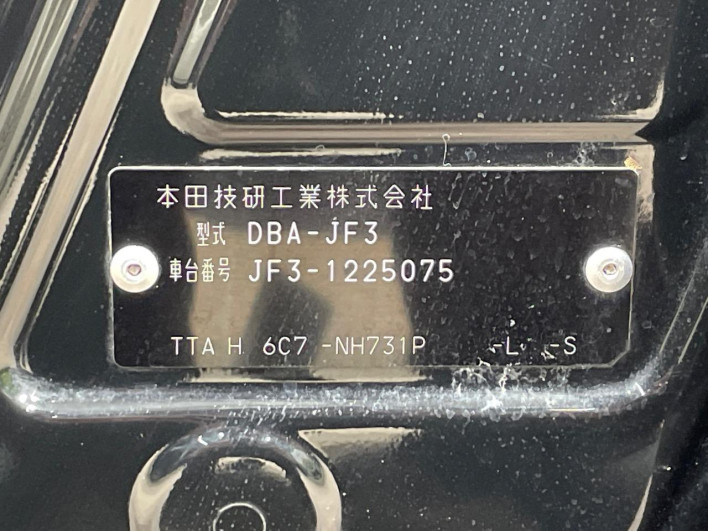 本田技研工業株式会社
型式 DBA-JF3
車台番号 JF3-1225075
TTA H 6C7 -NH731P -L -S